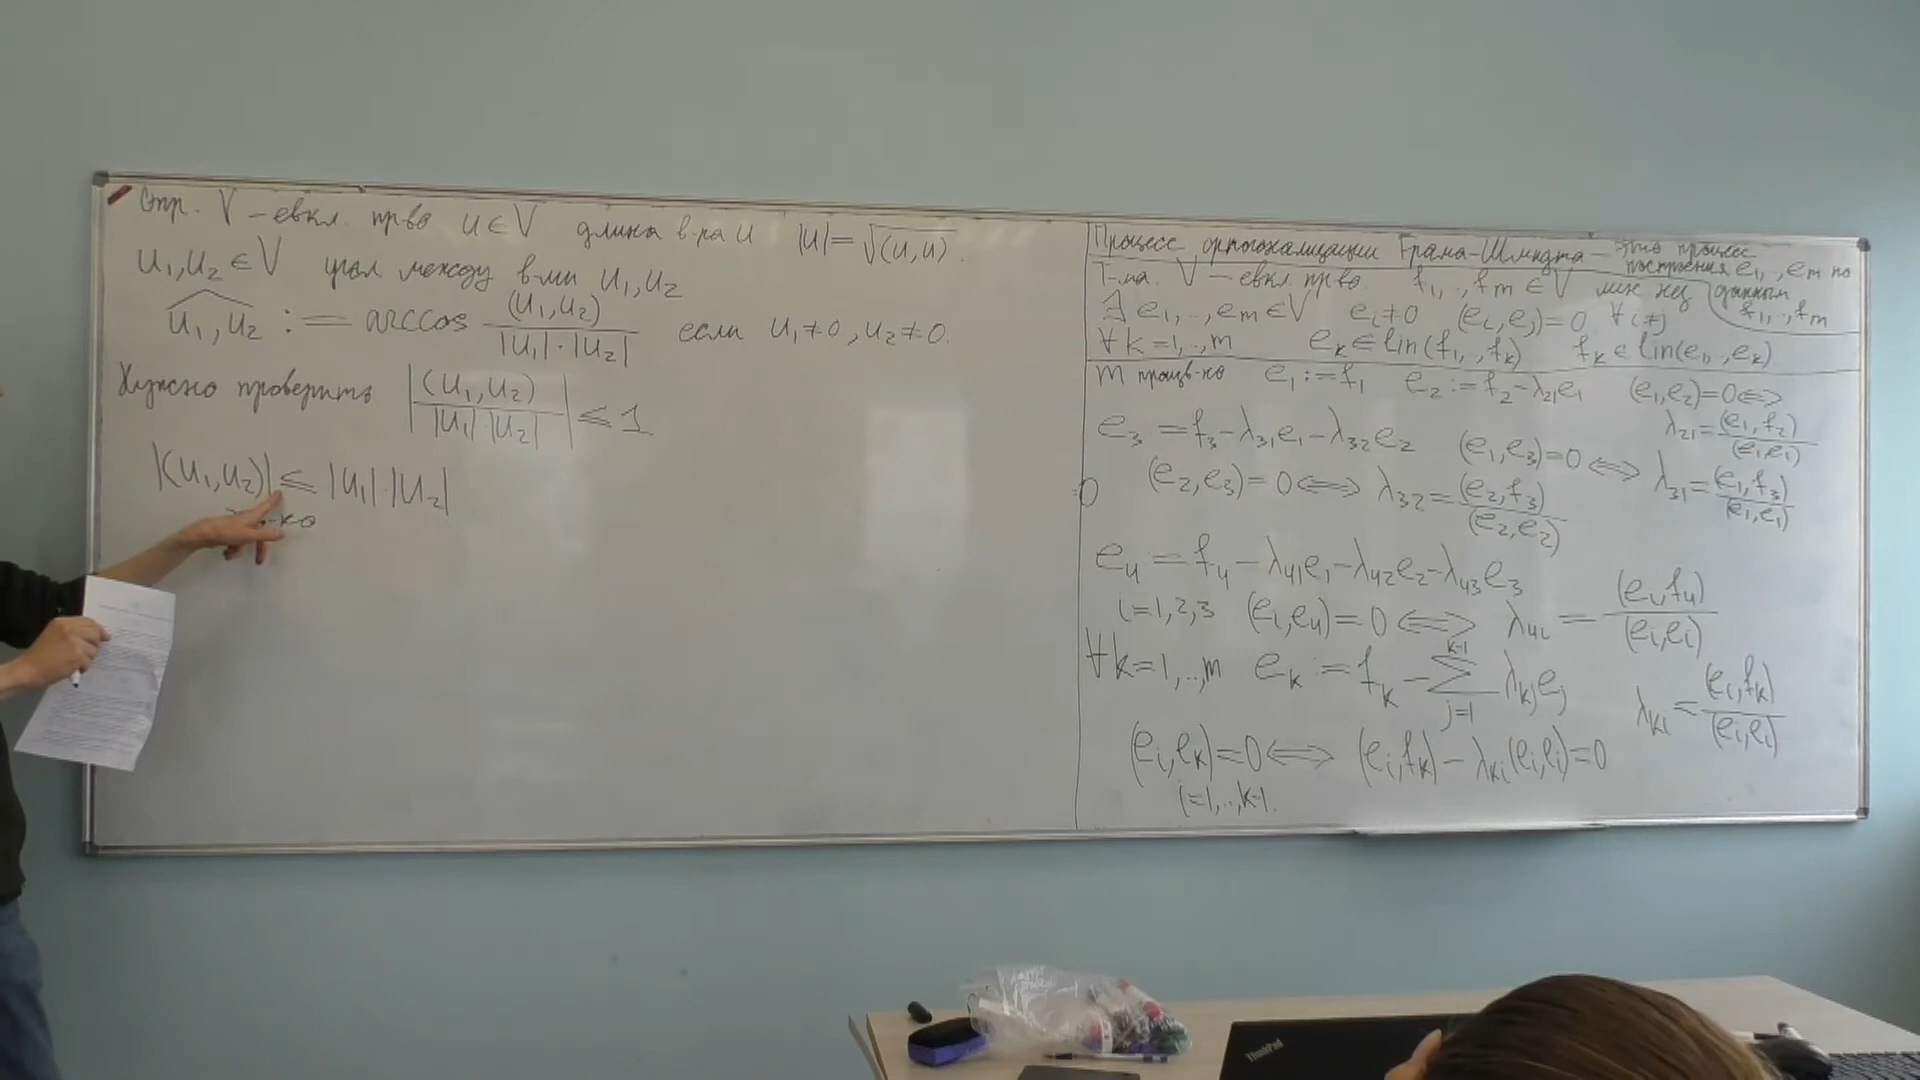 Опр. V – евкл. пр-во u ∈ V длина в-ра u |u| = √(u,u).
u₁, u₂ ∈ V угол между в-ми u₁, u₂
u₁, u₂ := arccos (u₁,u₂) / |u₁|·|u₂| если u₁ ≠ 0, u₂ ≠ 0.
Нужно проверить |(u₁,u₂) / |u₁|·|u₂|| ≤ 1
|(u₁,u₂)| ≤ |u₁|·|u₂|
Процесс ортогонализации Грама-Шмидта – это процесс
построения e₁,..,eₘ по
данным
f₁,..,fₘ
Т-ма. V – евкл. пр-во. f₁,..,fₘ ∈ V лин нез
∃ e₁,..,eₘ ∈ V eᵢ ≠ 0 (eᵢ,eⱼ)=0 ∀ i ≠ j
∀ k = 1,..,m eₖ ∈ lin(f₁,..,fₖ) fₖ ∈ lin(e₁,..,eₖ)
m произв-но e₁ := f₁ e₂ := f₂ – λ₂₁e₁ (e₁,e₂)=0 ⟺
λ₂₁ = (e₁,f₂) / (e₁,e₁)
e₃ = f₃ – λ₃₁e₁ – λ₃₂e₂ (e₁,e₃)=0 ⟺ λ₃₁ = (e₁,f₃) / (e₁,e₁)
(e₂,e₃) = 0 ⟺ λ₃₂ = (e₂,f₃) / (e₂,e₂)
e₄ = f₄ – λ₄₁e₁ – λ₄₂e₂ – λ₄₃e₃
i=1,2,3 (eᵢ,e₄)=0 ⟺ λ₄ᵢ = (eᵢ,f₄) / (eᵢ,eᵢ)
∀ k=1,..,m eₖ := fₖ – ∑ⱼ₌₁ᵏ⁻¹ λₖⱼeⱼ λₖᵢ = (eᵢ,fₖ) / (eᵢ,eᵢ)
(eᵢ,eₖ)=0 ⟺ (eᵢ,fₖ) – λₖᵢ(eᵢ,eᵢ)=0
i=1,..,k-1.
ThinkPad